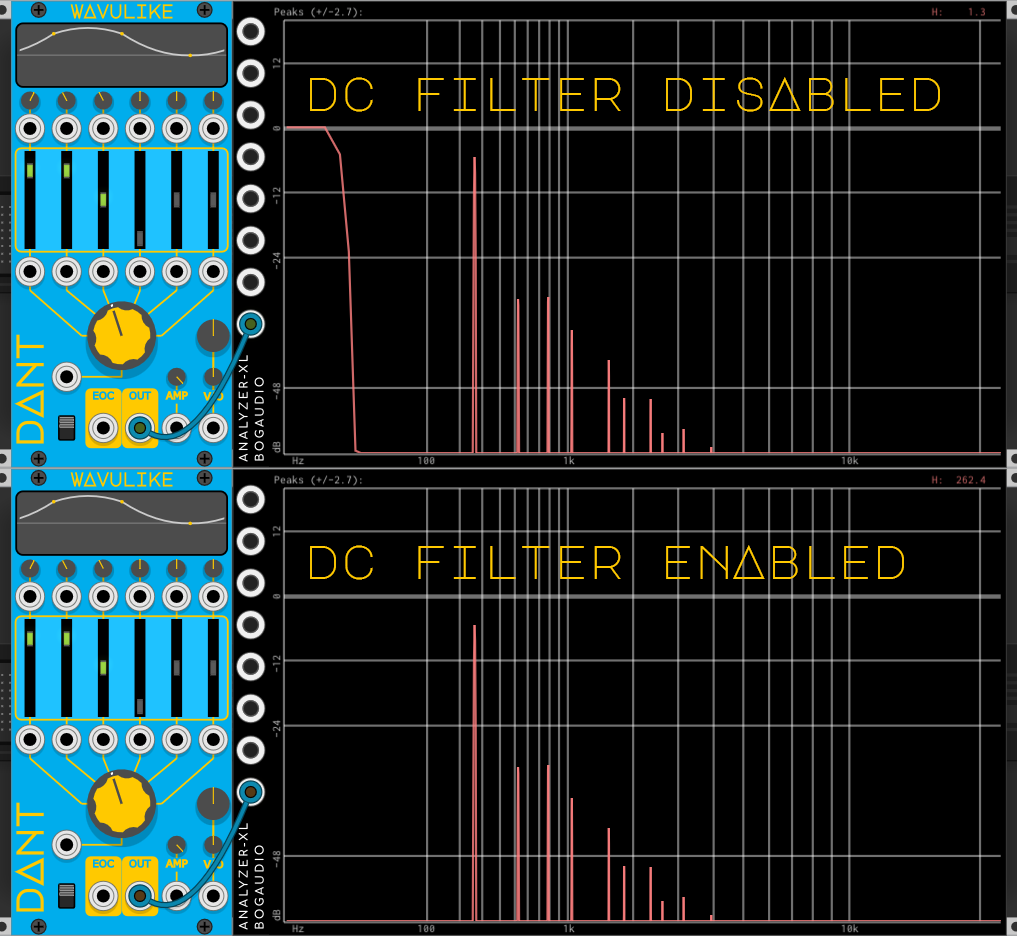 WAVULIKE
Peaks (+/-2.7):
H: 1.3
12
DC FILTER DISABLED
0
-12
-24
-48
dB
Hz
100
1k
10k
DANT
EOC
OUT
AMP
ANALYZER-XL
BOGAUDIO
WAVULIKE
Peaks (+/-2.7):
H: 262.4
12
DC FILTER ENABLED
0
-12
-24
-48
dB
Hz
100
1k
10k
DANT
EOC
OUT
AMP
ANALYZER-XL
BOGAUDIO